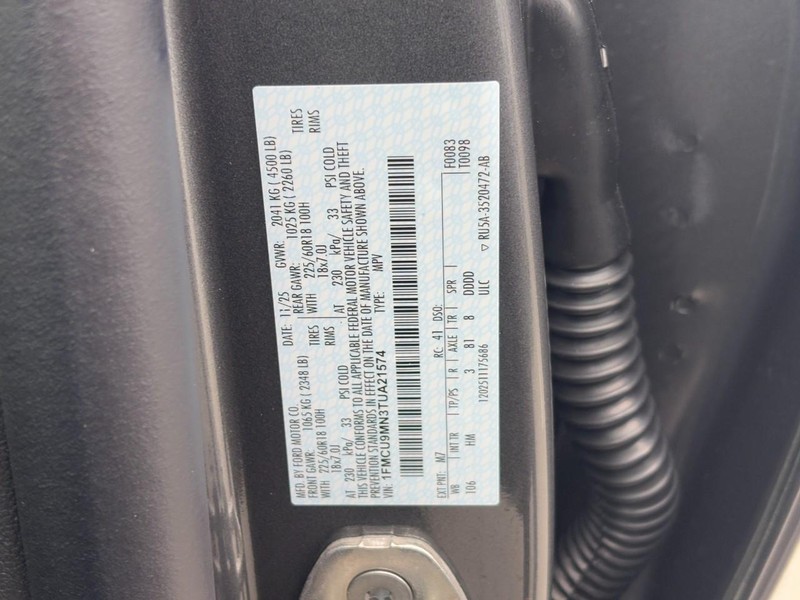 MFD. BY FORD MOTOR CO.
DATE: 11/25 GVWR: 2041 KG ( 4500 LB)
FRONT GAWR: 1065 KG ( 2348 LB) REAR GAWR: 1025 KG ( 2260 LB)
WITH 225/60R18 100H TIRES WITH 225/60R18 100H TIRES
18x7.0J RIMS 18x7.0J RIMS
AT 230 kPa/ 33 PSI COLD AT 230 kPa/ 33 PSI COLD
THIS VEHICLE CONFORMS TO ALL APPLICABLE FEDERAL MOTOR VEHICLE SAFETY AND THEFT
PREVENTION STANDARDS IN EFFECT ON THE DATE OF MANUFACTURE SHOWN ABOVE.
VIN: 1FMCU9MN3TUA21574 TYPE: MPV
EXT PNT: M7 RC: 41 DSO: F0083
WB INT TR TP/PS R AXLE TR SPR T0098
106 HM 3 81 8 DDDD
1202511175686 ULC ▽ RU5A-3520472-AB